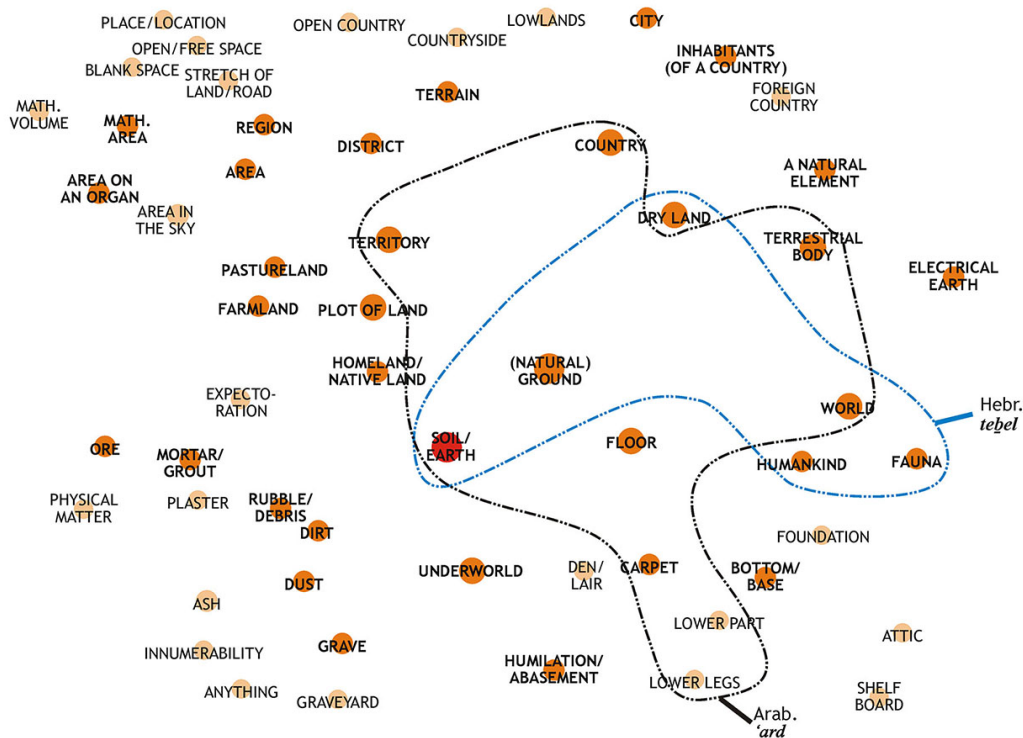 PLACE/LOCATION
OPEN COUNTRY
LOWLANDS
CITY
OPEN/FREE SPACE
COUNTRYSIDE
INHABITANTS
(OF A COUNTRY)
BLANK SPACE
STRETCH OF
LAND/ROAD
TERRAIN
FOREIGN
COUNTRY
MATH.
VOLUME
MATH.
AREA
REGION
DISTRICT
COUNTRY
AREA
A NATURAL
ELEMENT
AREA ON
AN ORGAN
AREA IN
THE SKY
DRY LAND
TERRITORY
TERRESTRIAL
BODY
PASTURELAND
ELECTRICAL
EARTH
FARMLAND
PLOT OF LAND
HOMELAND/
NATIVE LAND
(NATURAL)
GROUND
EXPECTO-
RATION
WORLD
Hebr.
teḇel
ORE
MORTAR/
GROUT
SOIL/
EARTH
FLOOR
HUMANKIND
FAUNA
PHYSICAL
MATTER
PLASTER
RUBBLE/
DEBRIS
DIRT
FOUNDATION
DUST
UNDERWORLD
DEN/
LAIR
CARPET
BOTTOM/
BASE
ASH
LOWER PART
ATTIC
INNUMERABILITY
GRAVE
HUMILATION/
ABASEMENT
LOWER LEGS
ANYTHING
GRAVEYARD
SHELF
BOARD
Arab.
ʿard